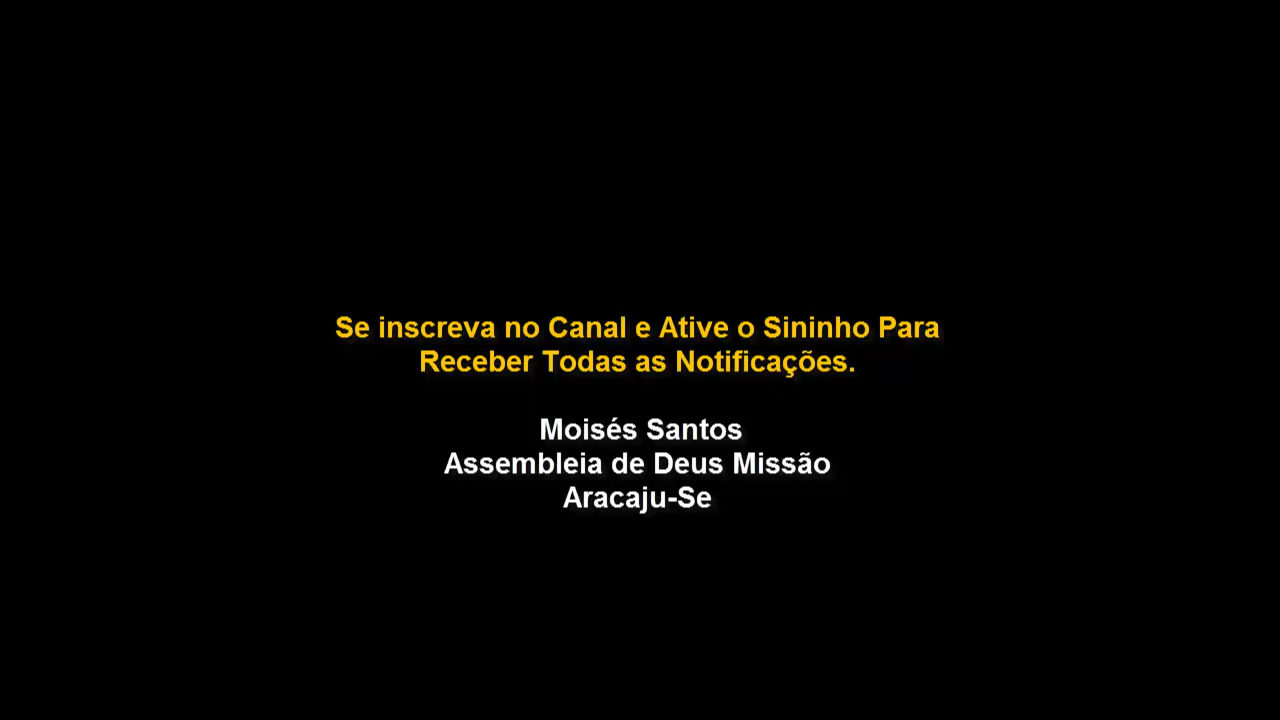 Se inscreva no Canal e Ative o Sininho Para
Receber Todas as Notificações.
Moisés Santos
Assembleia de Deus Missão
Aracaju-Se